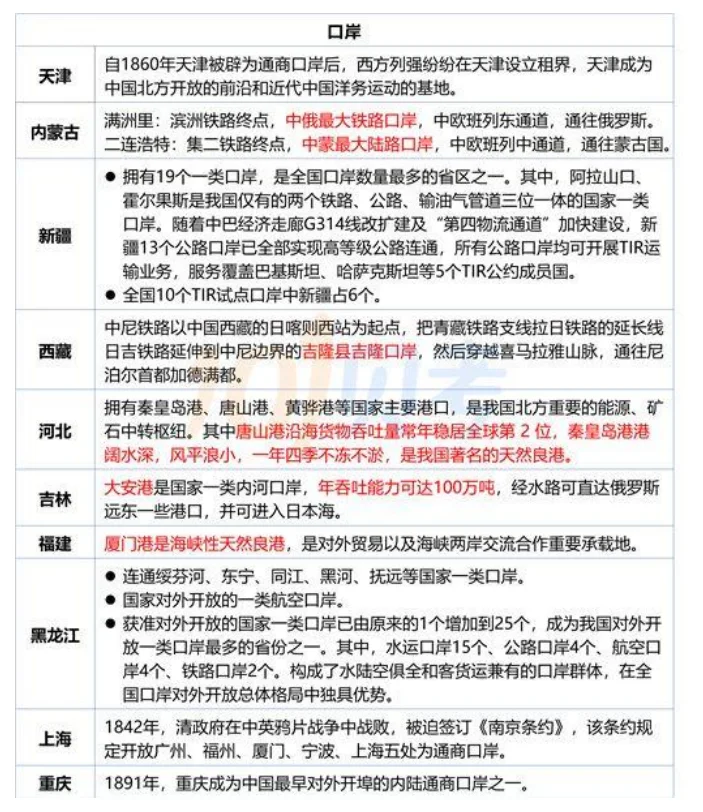 口岸
天津
自1860年天津被辟为通商口岸后，西方列强纷纷在天津设立租界，天津成为
中国北方开放的前沿和近代中国洋务运动的基地。
内蒙古
满洲里：滨洲铁路终点，中俄最大铁路口岸，中欧班列东通道，通往俄罗斯。
二连浩特：集二铁路终点，中蒙最大陆路口岸，中欧班列中通道，通往蒙古国。
新疆
● 拥有19个一类口岸，是全国口岸数量最多的省区之一。其中，阿拉山口、
霍尔果斯是我国仅有的两个铁路、公路、输油气管道三位一体的国家一类
口岸。随着中巴经济走廊G314线改扩建及“第四物流通道”加快建设，新
疆13个公路口岸已全部实现高等级公路连通，所有公路口岸均可开展TIR运
输业务，服务覆盖巴基斯坦、哈萨克斯坦等5个TIR公约成员国。
● 全国10个TIR试点口岸中新疆占6个。
西藏
中尼铁路以中国西藏的日喀则西站为起点，把青藏铁路支线拉日铁路的延长线
日吉铁路延伸到中尼边界的吉隆县吉隆口岸，然后穿越喜马拉雅山脉，通往尼
泊尔首都加德满都。
河北
拥有秦皇岛港、唐山港、黄骅港等国家主要港口，是我国北方重要的能源、矿
石中转枢纽。其中唐山港沿海货物吞吐量常年稳居全球第 2 位，秦皇岛港港
阔水深，风平浪小，一年四季不冻不淤，是我国著名的天然良港。
吉林
大安港是国家一类内河口岸，年吞吐能力可达100万吨，经水路可直达俄罗斯
远东一些港口，并可进入日本海。
福建
厦门港是海峡性天然良港，是对外贸易以及海峡两岸交流合作重要承载地。
黑龙江
● 连通绥芬河、东宁、同江、黑河、抚远等国家一类口岸。
● 国家对外开放的一类航空口岸。
● 获准对外开放的国家一类口岸已由原来的1个增加到25个，成为我国对外开
放一类口岸最多的省份之一。其中，水运口岸15个、公路口岸4个、航空口
岸4个、铁路口岸2个。构成了水陆空俱全和客货运兼有的口岸群体，在全
国口岸对外开放总体格局中独具优势。
上海
1842年，清政府在中英鸦片战争中战败，被迫签订《南京条约》，该条约规
定开放广州、福州、厦门、宁波、上海五处为通商口岸。
重庆
1891年，重庆成为中国最早对外开埠的内陆通商口岸之一。